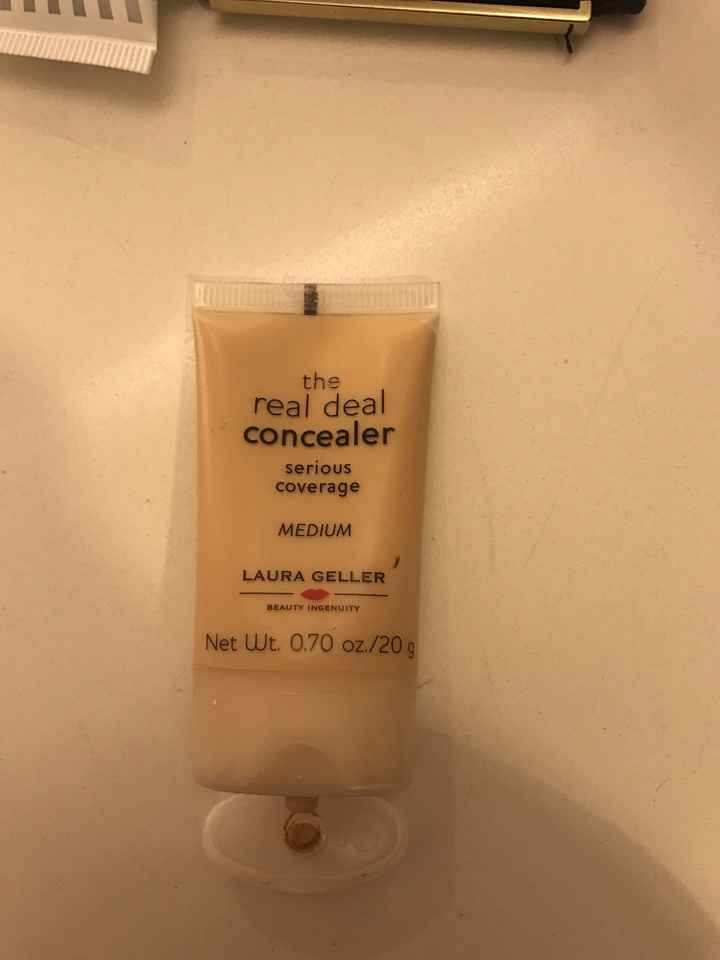 the
real deal
concealer
serious
coverage
MEDIUM
LAURA GELLER
BEAUTY INGENUITY
Net Wt. 0.70 oz./20 g